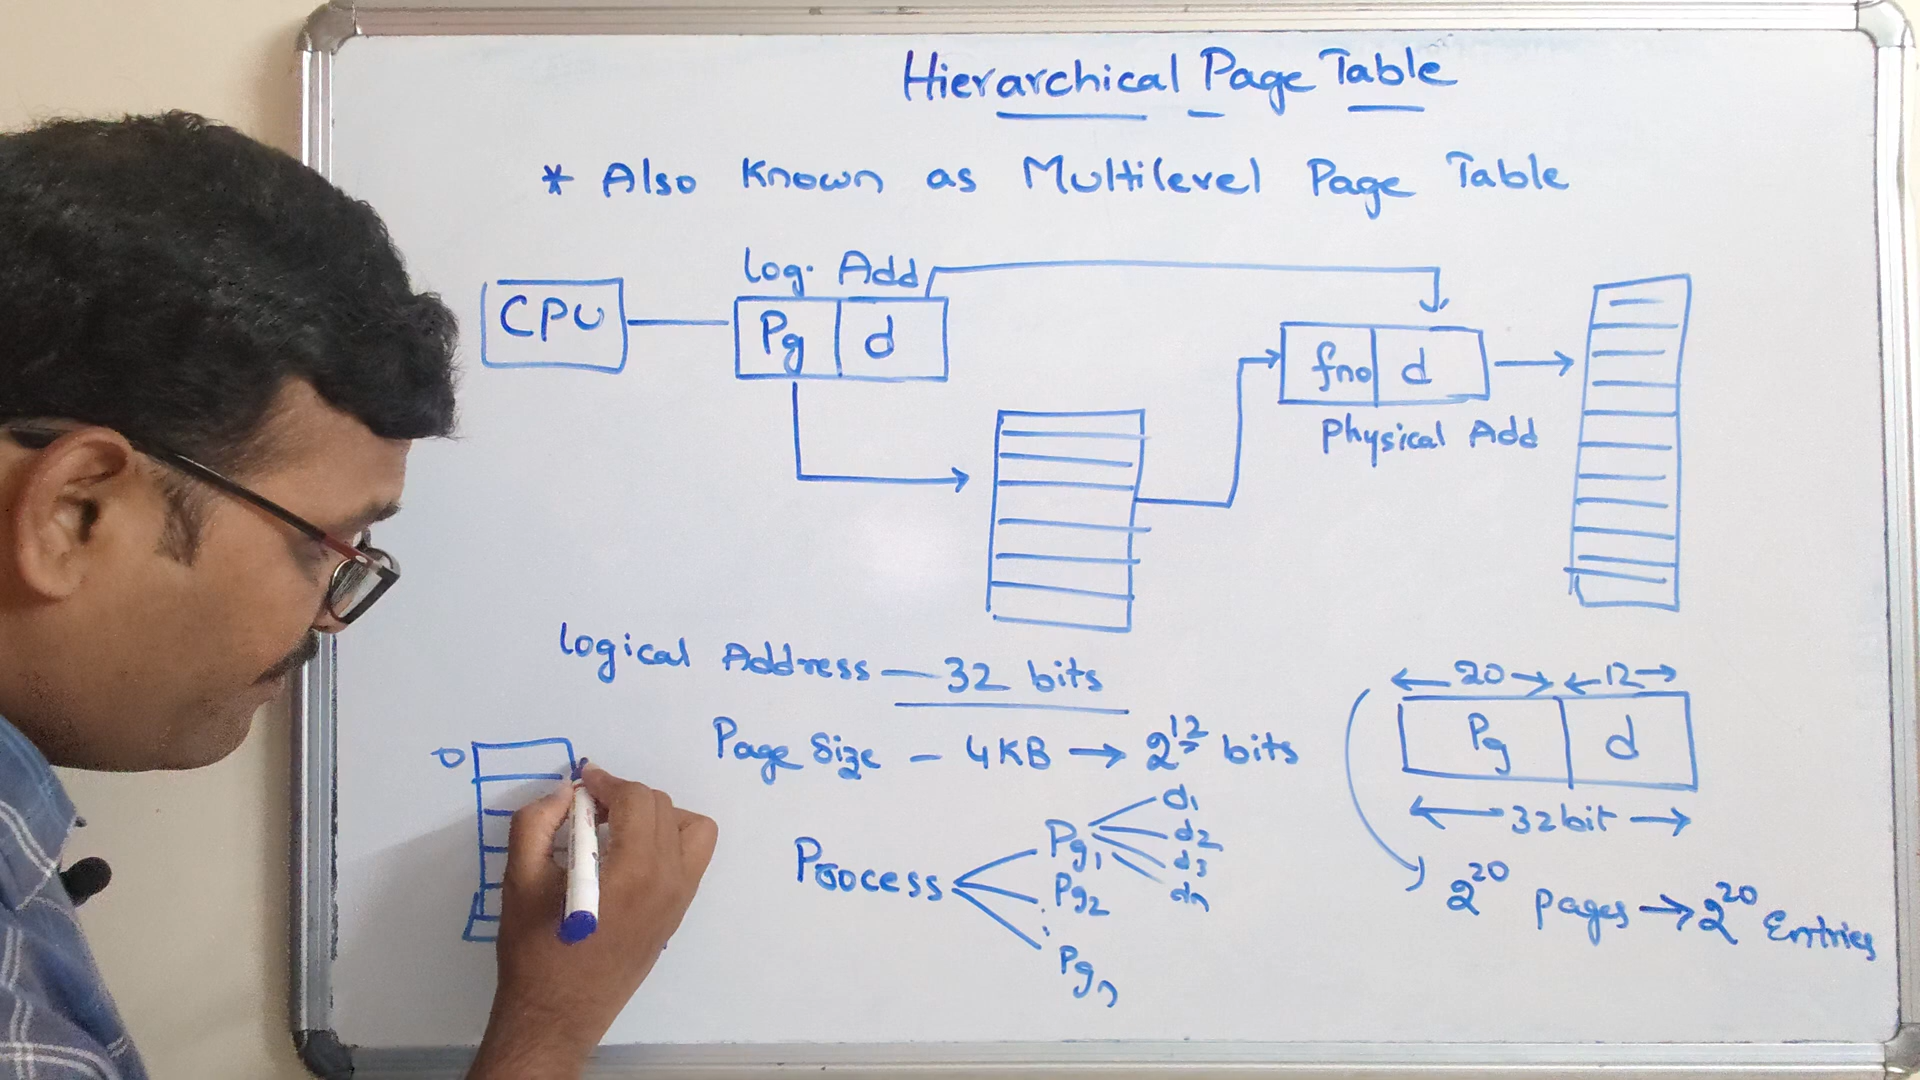 Hierarchical Page Table
* Also Known as Multilevel Page Table
Log. Add
CPU
Pg d
fno d
Physical Add
Logical Address — 32 bits
Page Size - 4KB → 2^12 bits
Process
Pg1
Pg2
Pgn
d1
d2
d3
dn
20 12
Pg d
32bit
2^20 Pages → 2^20 Entries
0